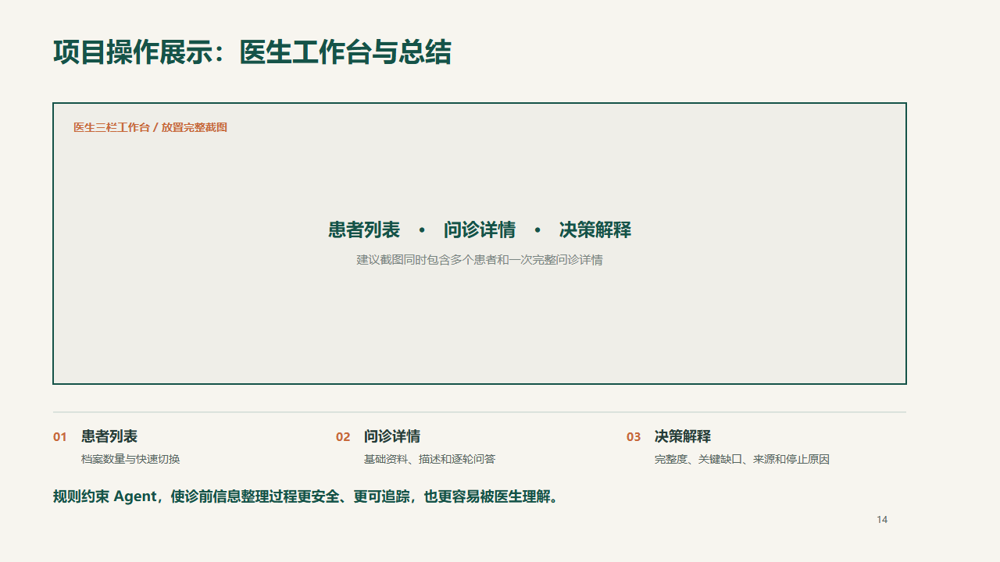 项目操作展示：医生工作台与总结
医生三栏工作台 / 放置完整截图
患者列表 • 问诊详情 • 决策解释
建议截图同时包含多个患者和一次完整问诊详情
01 患者列表
档案数量与快速切换
02 问诊详情
基础资料、描述和逐轮问答
03 决策解释
完整度、关键缺口、来源和停止原因
规则约束 Agent，使诊前信息整理过程更安全、更可追踪，也更容易被医生理解。
14